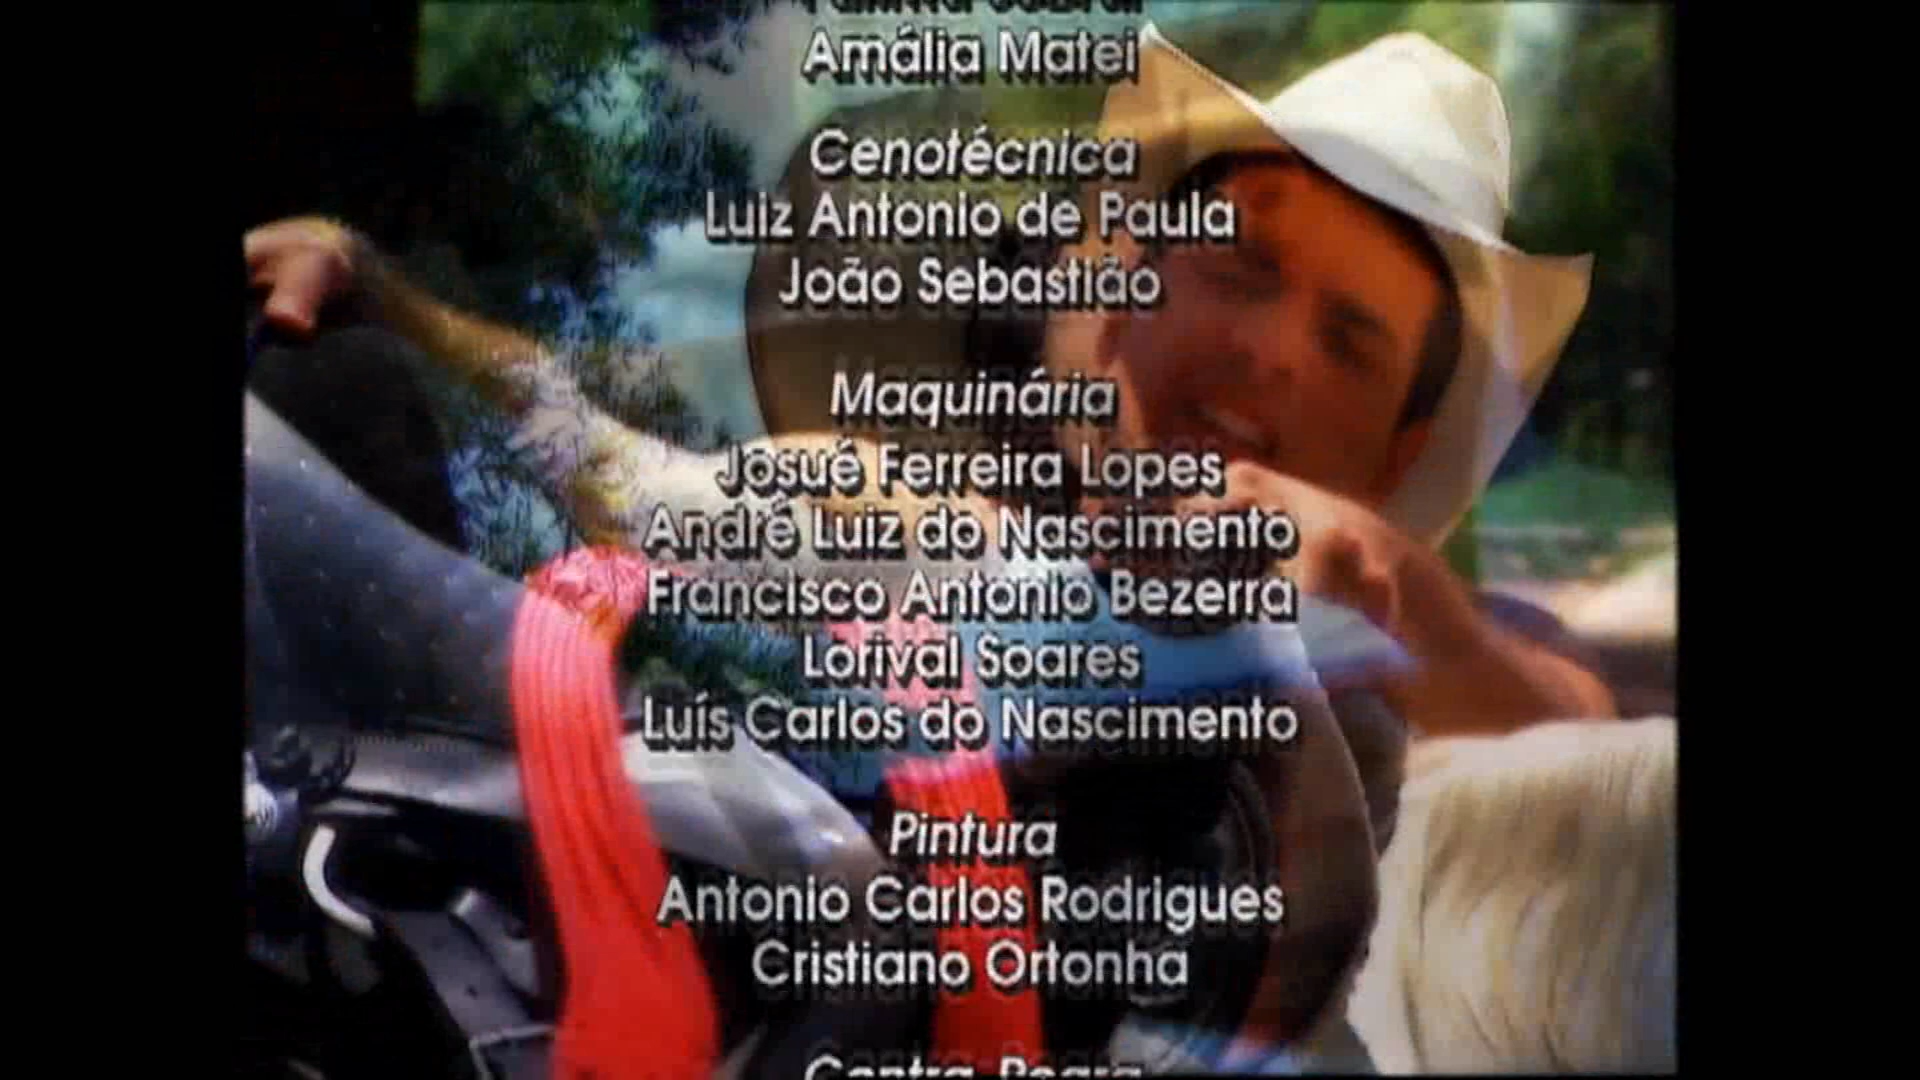 Amália Matei
Cenotécnica
Luiz Antonio de Paula
João Sebastião
Maquinária
Josué Ferreira Lopes
André Luiz do Nascimento
Francisco Antonio Bezerra
Lorival Soares
Luís Carlos do Nascimento
Pintura
Antonio Carlos Rodrigues
Cristiano Ortonha